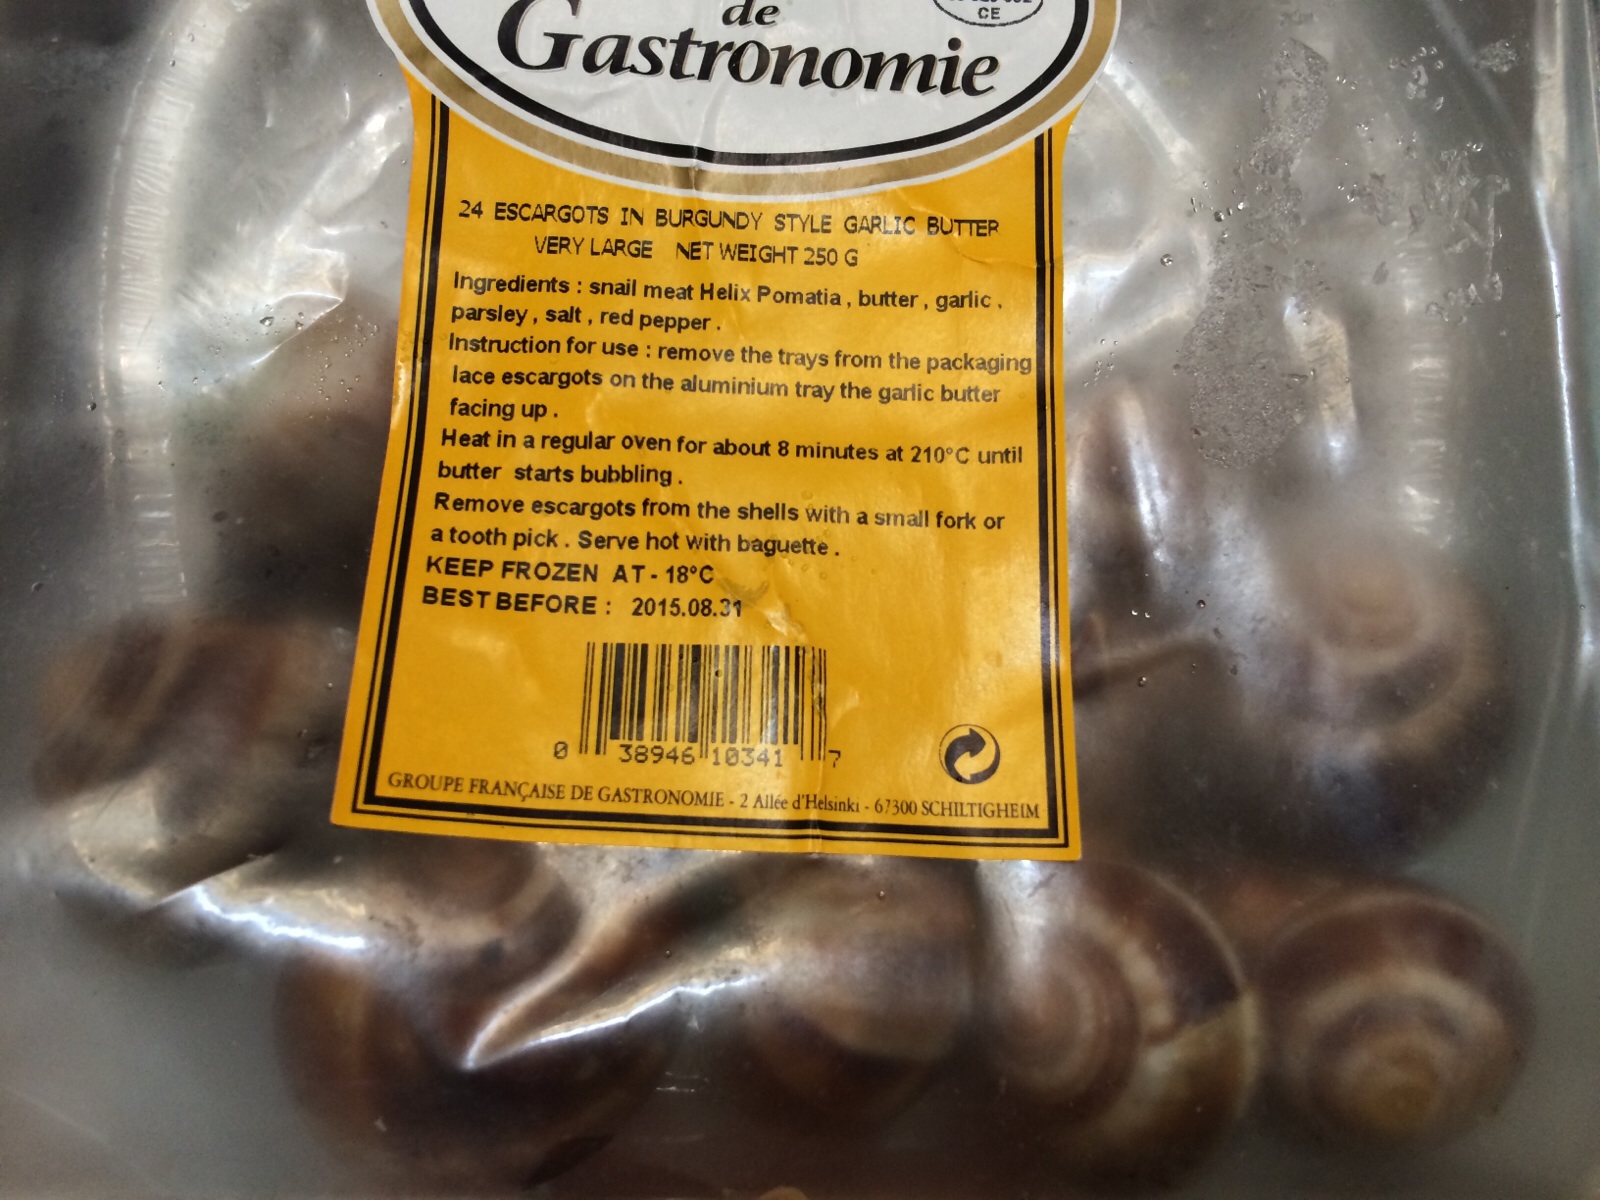 de
Gastronomie
CE
24 ESCARGOTS IN BURGUNDY STYLE GARLIC BUTTER
VERY LARGE NET WEIGHT 250 G
Ingredients : snail meat Helix Pomatia , butter , garlic ,
parsley , salt , red pepper .
Instruction for use : remove the trays from the packaging
lace escargots on the aluminium tray the garlic butter
facing up .
Heat in a regular oven for about 8 minutes at 210°C until
butter starts bubbling .
Remove escargots from the shells with a small fork or
a tooth pick . Serve hot with baguette .
KEEP FROZEN AT - 18°C
BEST BEFORE : 2015.08.31
0 38946 10341 7
GROUPE FRANÇAISE DE GASTRONOMIE - 2 Allée d'Helsinki - 67300 SCHILTIGHEIM